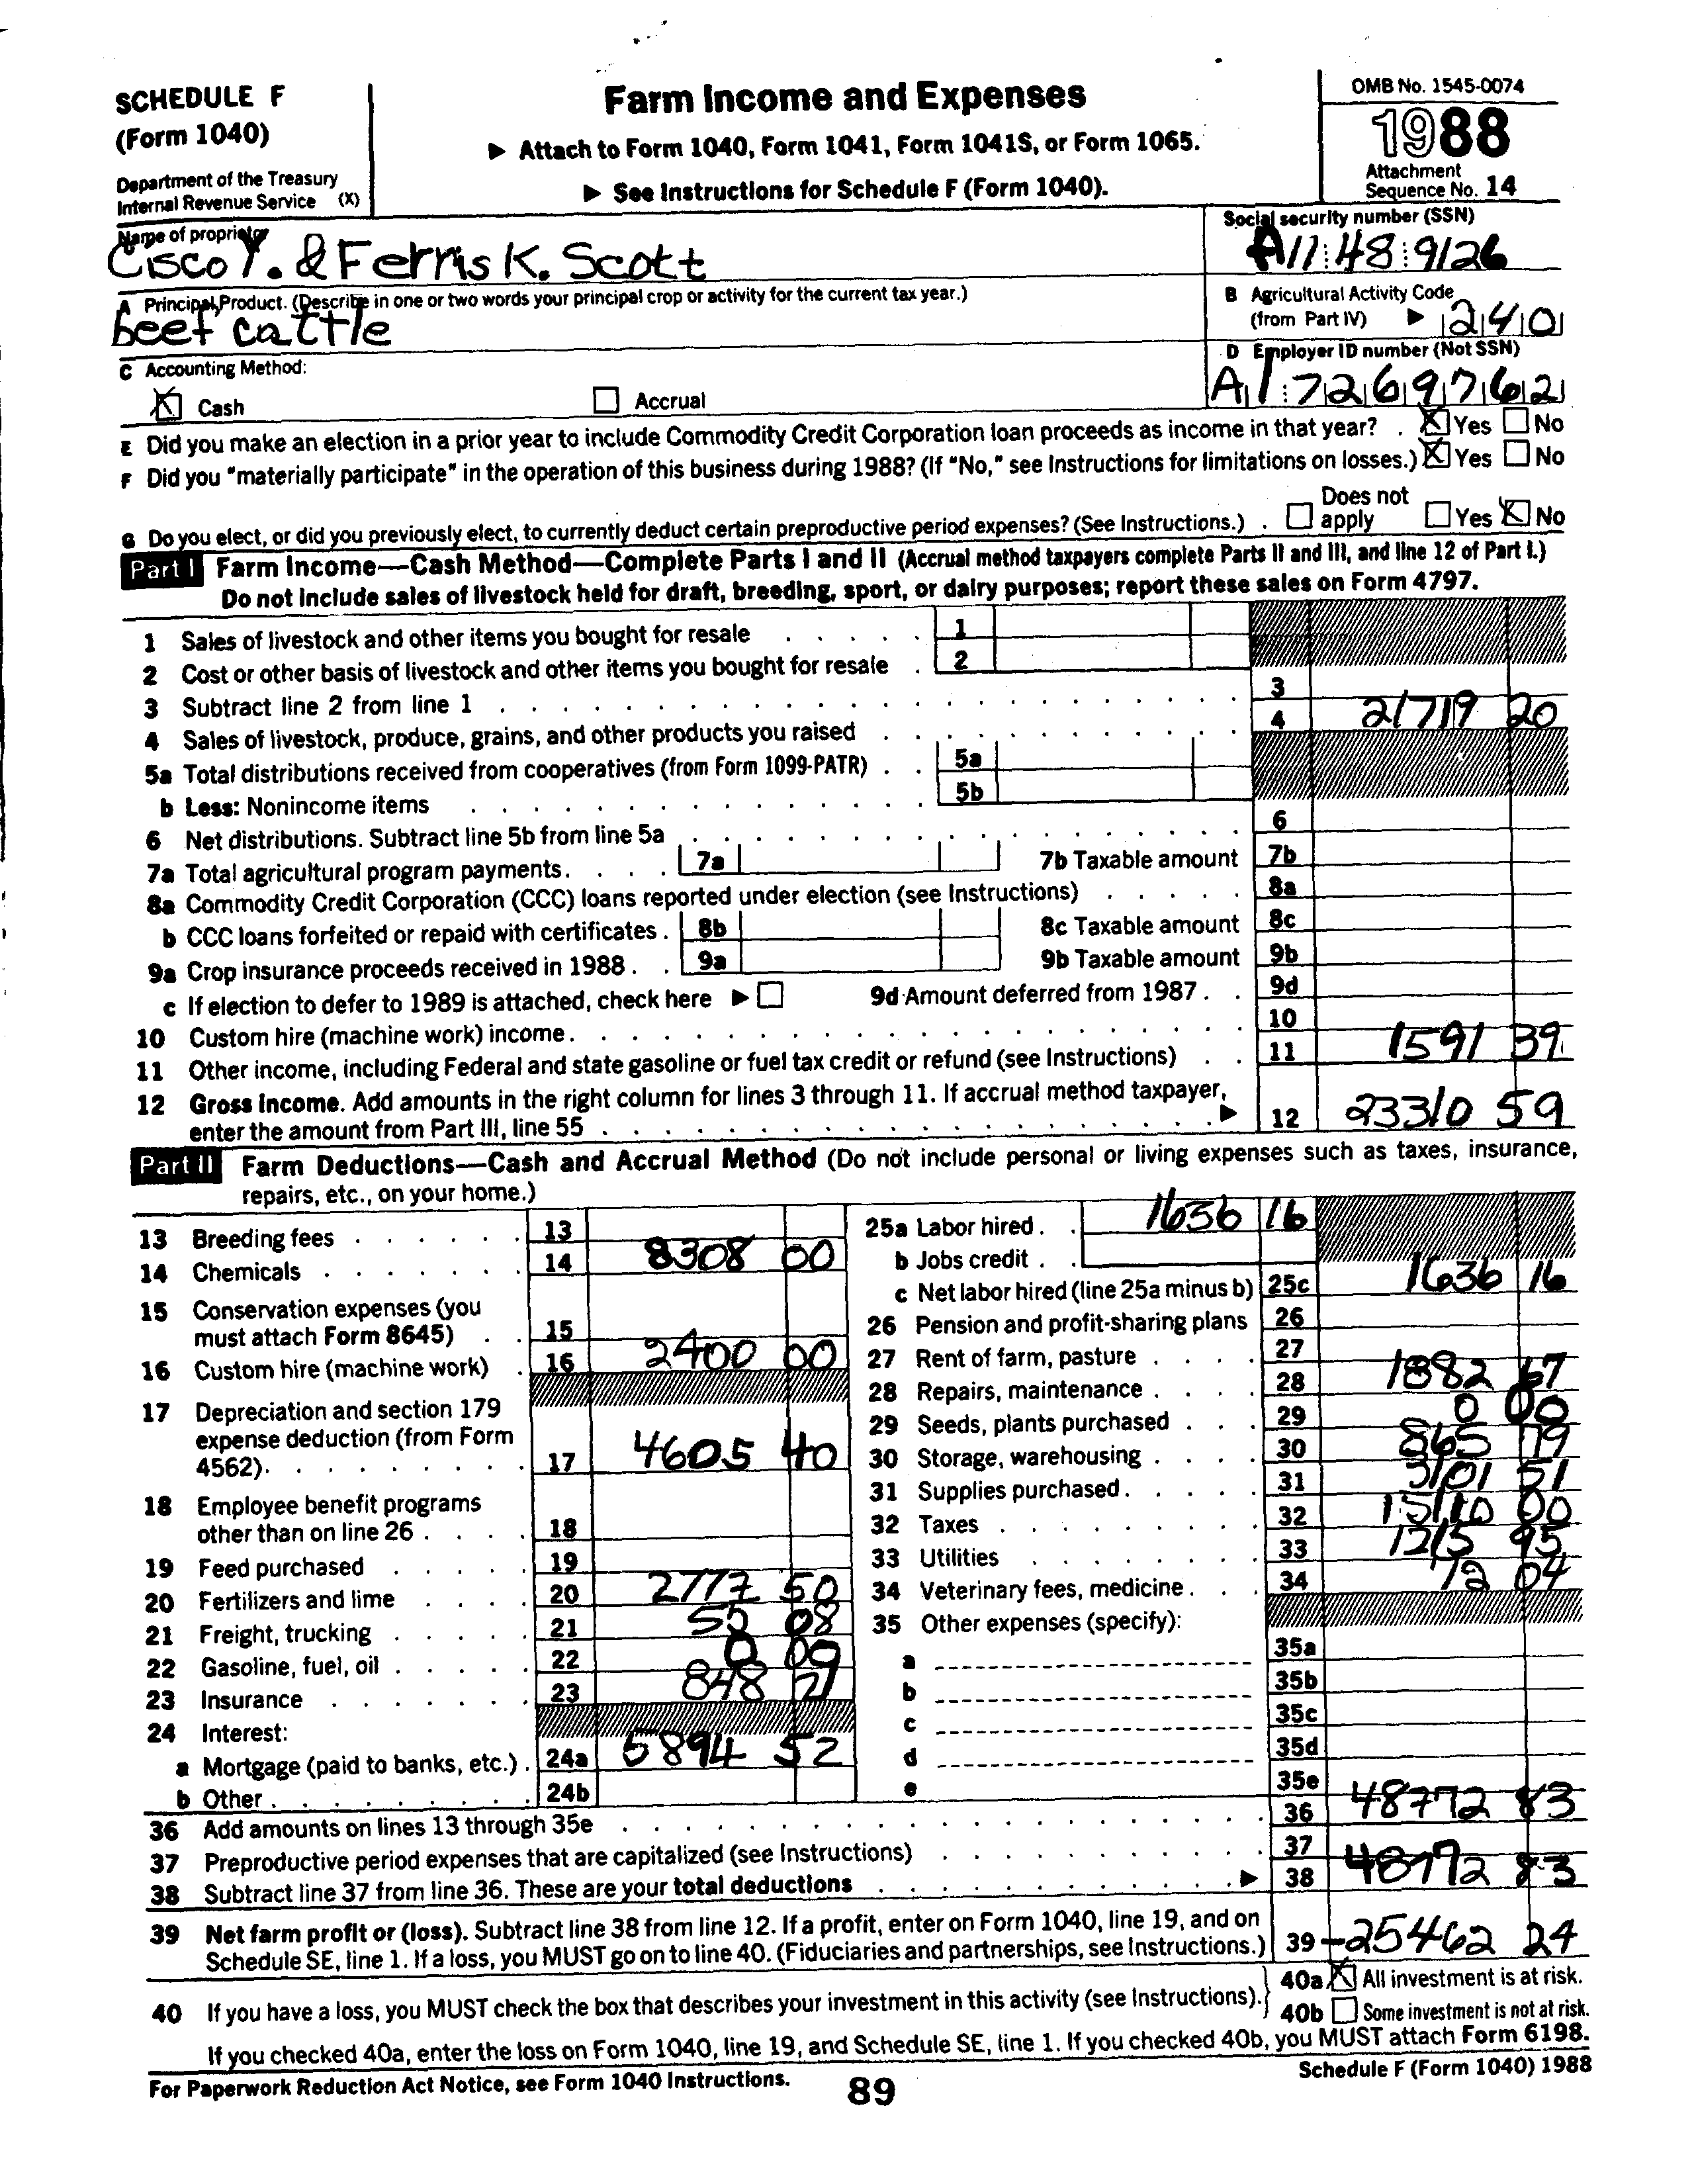 SCHEDULE F
(Form 1040)
Department of the Treasury
Internal Revenue Service (X)
Farm Income and Expenses
▶ Attach to Form 1040, Form 1041, Form 1041S, or Form 1065.
▶ See Instructions for Schedule F (Form 1040).
OMB No. 1545-0074
1988
Attachment
Sequence No. 14
Name of proprietor
Cisco Y. & Ferris K. Scott
Social security number (SSN)
A11 48 9126
A Principal Product. (Describe in one or two words your principal crop or activity for the current tax year.)
beef cattle
B Agricultural Activity Code
(from Part IV) ▶ 240
C Accounting Method:
Cash Accrual
D Employer ID number (Not SSN)
A1 7269762
E Did you make an election in a prior year to include Commodity Credit Corporation loan proceeds as income in that year? . Yes No
F Did you "materially participate" in the operation of this business during 1988? (If "No," see Instructions for limitations on losses.) Yes No
G Do you elect, or did you previously elect, to currently deduct certain preproductive period expenses? (See Instructions.) . Does not apply Yes No
Part I Farm Income—Cash Method—Complete Parts I and II (Accrual method taxpayers complete Parts II and III, and line 12 of Part I.)
Do not include sales of livestock held for draft, breeding, sport, or dairy purposes; report these sales on Form 4797.
1 Sales of livestock and other items you bought for resale 1
2 Cost or other basis of livestock and other items you bought for resale 2
3 Subtract line 2 from line 1 3
4 Sales of livestock, produce, grains, and other products you raised 4 21719 20
5a Total distributions received from cooperatives (from Form 1099-PATR) 5a
b Less: Nonincome items 5b
6 Net distributions. Subtract line 5b from line 5a 6
7a Total agricultural program payments. 7a 7b Taxable amount 7b
8a Commodity Credit Corporation (CCC) loans reported under election (see Instructions) 8a
b CCC loans forfeited or repaid with certificates . 8b 8c Taxable amount 8c
9a Crop insurance proceeds received in 1988 . 9a 9b Taxable amount 9b
c If election to defer to 1989 is attached, check here ▶ 9d Amount deferred from 1987 . 9d
10 Custom hire (machine work) income. 10
11 Other income, including Federal and state gasoline or fuel tax credit or refund (see Instructions) 11 1591 39
12 Gross Income. Add amounts in the right column for lines 3 through 11. If accrual method taxpayer,
enter the amount from Part III, line 55 ▶ 12 23310 59
Part II Farm Deductions—Cash and Accrual Method (Do not include personal or living expenses such as taxes, insurance,
repairs, etc., on your home.)
13 Breeding fees 13
14 Chemicals 14 8308 00
15 Conservation expenses (you
must attach Form 8645) 15
16 Custom hire (machine work) 16 2400 00
17 Depreciation and section 179
expense deduction (from Form
4562). 17 4605 40
18 Employee benefit programs
other than on line 26 . 18
19 Feed purchased 19
20 Fertilizers and lime 20 2777 50
21 Freight, trucking 21 55 08
22 Gasoline, fuel, oil 22 0 00
23 Insurance 23 848 21
24 Interest:
a Mortgage (paid to banks, etc.) . 24a 5894 52
b Other 24b
25a Labor hired . 1636 16
b Jobs credit .
c Net labor hired (line 25a minus b) 25c 1636 16
26 Pension and profit-sharing plans 26
27 Rent of farm, pasture 27
28 Repairs, maintenance 28 1882 67
29 Seeds, plants purchased 29 0 00
30 Storage, warehousing 30 865 79
31 Supplies purchased . 31 3101 51
32 Taxes 32 15110 00
33 Utilities 33 1215 95
34 Veterinary fees, medicine . 34 72 04
35 Other expenses (specify):
a 35a
b 35b
c 35c
d 35d
e 35e
36 Add amounts on lines 13 through 35e 36 48772 83
37 Preproductive period expenses that are capitalized (see Instructions) 37
38 Subtract line 37 from line 36. These are your total deductions ▶ 38 48772 83
39 Net farm profit or (loss). Subtract line 38 from line 12. If a profit, enter on Form 1040, line 19, and on
Schedule SE, line 1. If a loss, you MUST go on to line 40. (Fiduciaries and partnerships, see Instructions.) 39 -25462 24
40 If you have a loss, you MUST check the box that describes your investment in this activity (see Instructions).
40a All investment is at risk.
40b Some investment is not at risk.
If you checked 40a, enter the loss on Form 1040, line 19, and Schedule SE, line 1. If you checked 40b, you MUST attach Form 6198.
For Paperwork Reduction Act Notice, see Form 1040 Instructions.
89
Schedule F (Form 1040) 1988